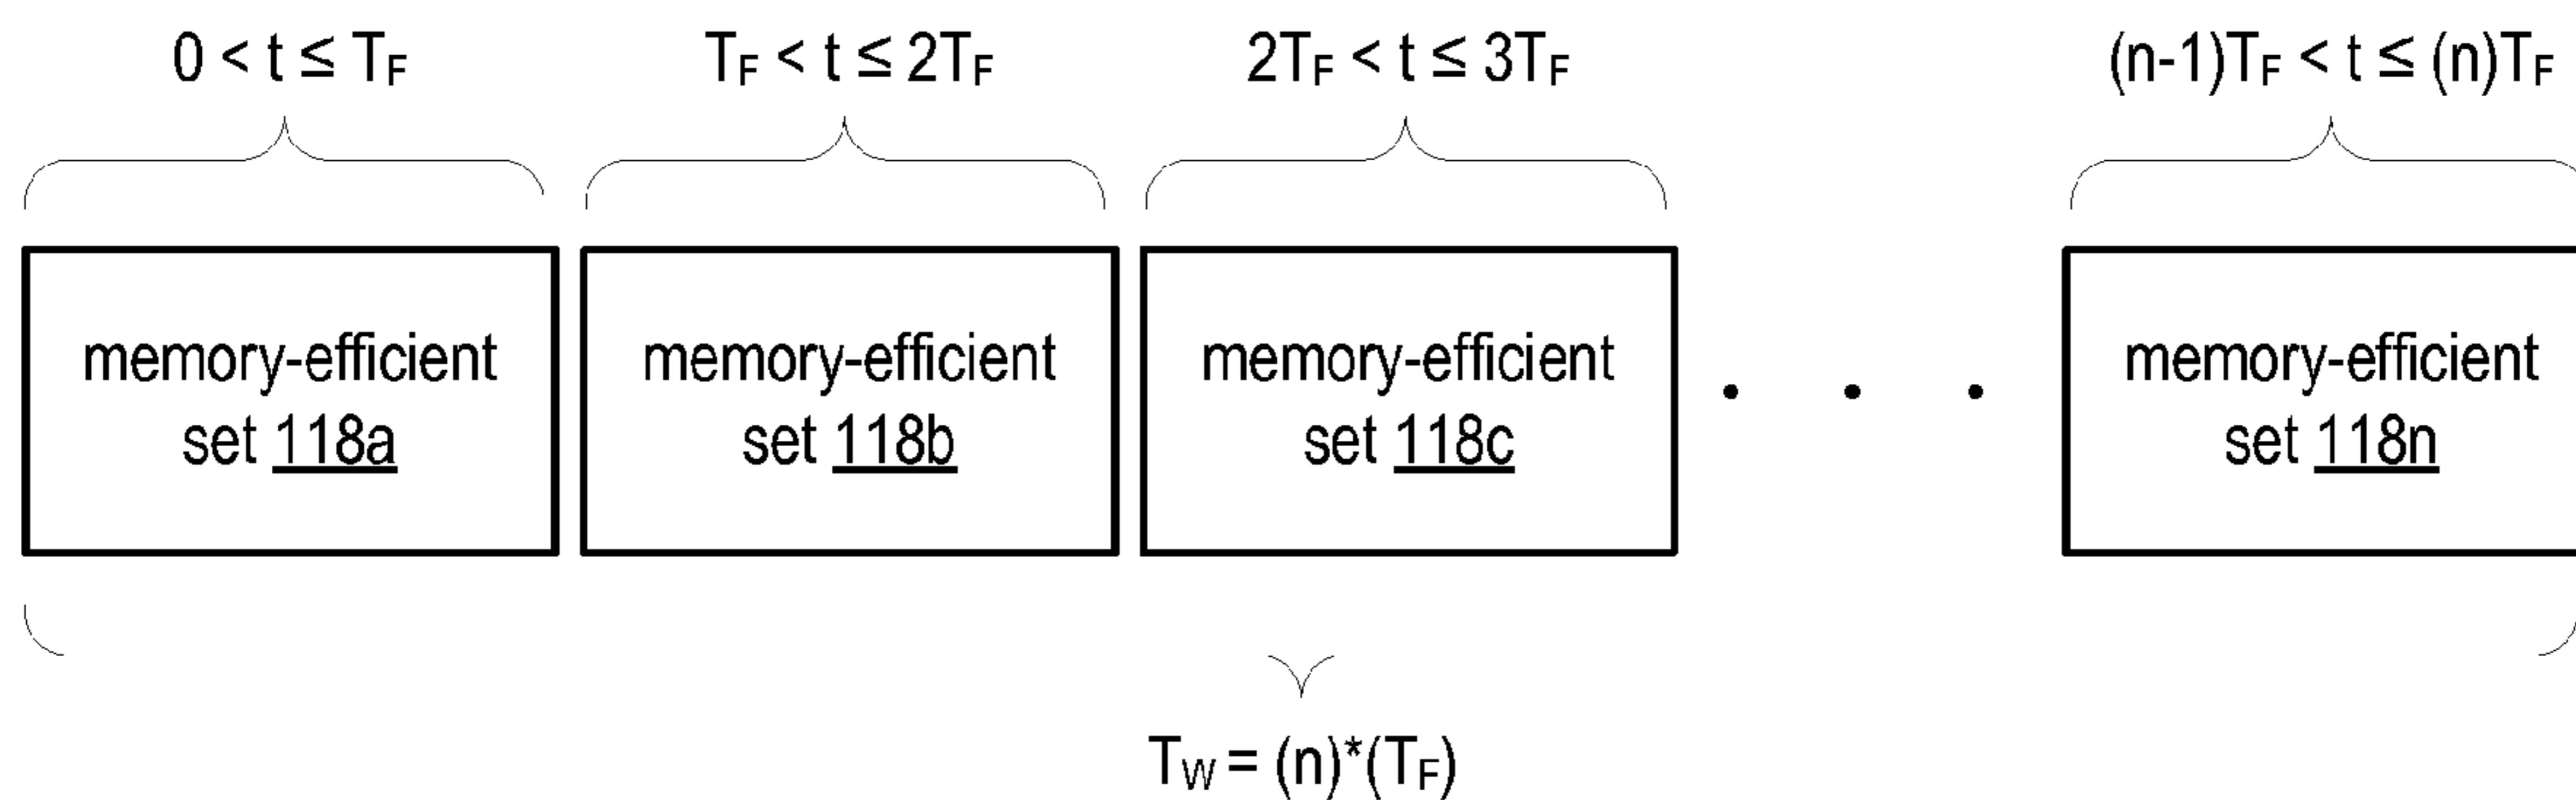 0 < t ≤ TF
TF < t ≤ 2TF
2TF < t ≤ 3TF
(n-1)TF < t ≤ (n)TF
memory-efficient
set 118a
memory-efficient
set 118b
memory-efficient
set 118c
. . .
memory-efficient
set 118n
TW = (n)*(TF)